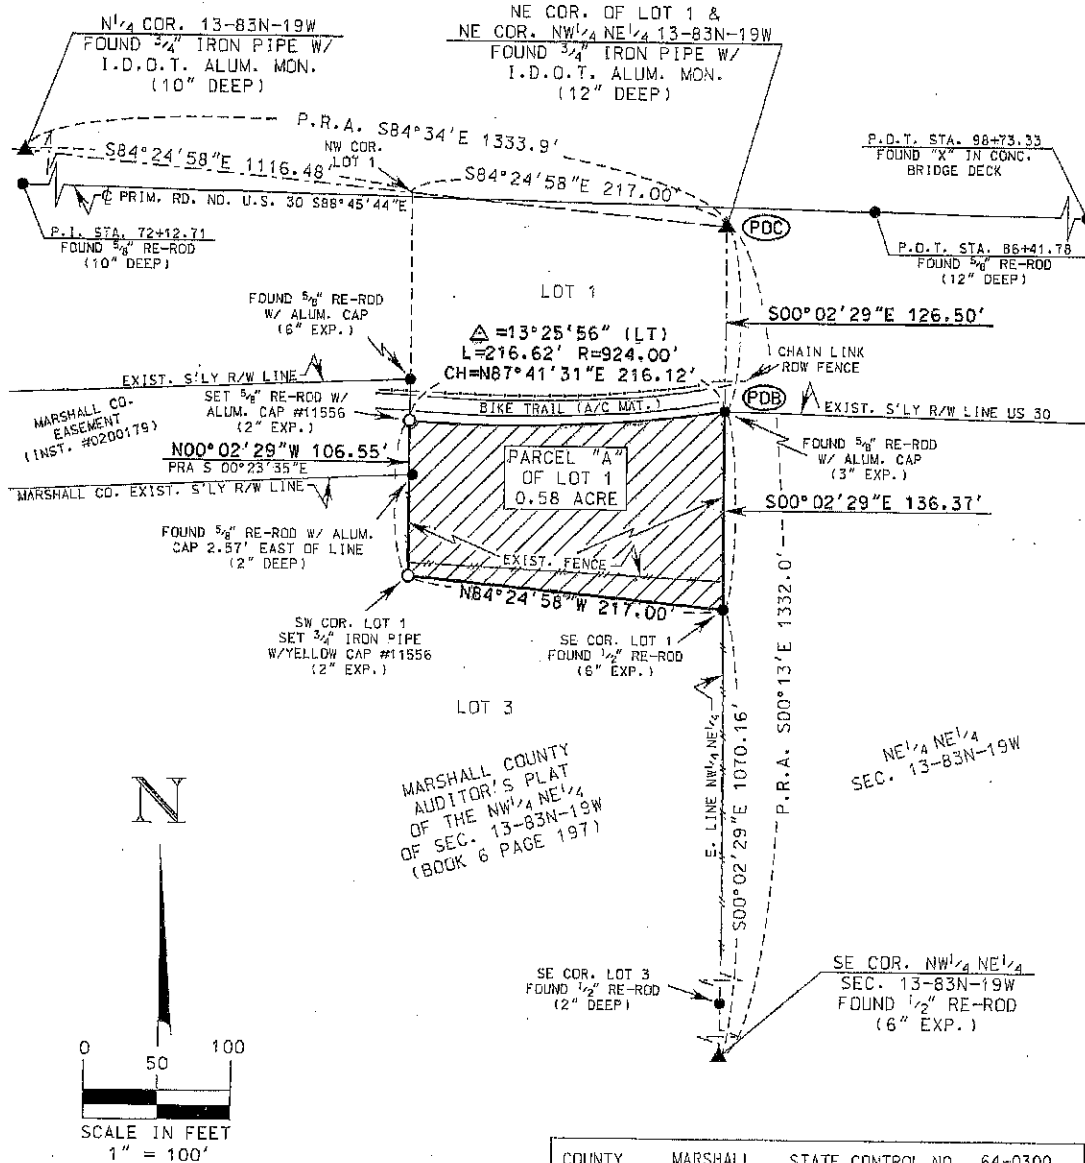 N1/4 COR. 13-83N-19W
FOUND 3/4" IRON PIPE W/
I.D.O.T. ALUM. MON.
(10" DEEP)
NE COR. OF LOT 1 &
NE COR. NW1/4 NE1/4 13-83N-19W
FOUND 3/4" IRON PIPE W/
I.D.O.T. ALUM. MON.
(12" DEEP)
P.R.A. S84°34'E 1333.9'
S84°24'58"E 1116.48'
NW COR.
LOT 1
S84°24'58"E 217.00'
P.O.T. STA. 98+73.33
FOUND "X" IN CONC.
BRIDGE DECK
℄ PRIM. RD. NO. U.S. 30 S88°45'44"E
POC
P.I. STA. 72+12.71
FOUND 5/8" RE-ROD
(10" DEEP)
P.O.T. STA. 86+41.78
FOUND 5/8" RE-ROD
(12" DEEP)
LOT 1
FOUND 5/8" RE-ROD
W/ ALUM. CAP
(6" EXP.)
S00°02'29"E 126.50'
△ =13°25'56" (LT)
L=216.62' R=924.00'
CH=N87°41'31"E 216.12'
CHAIN LINK
ROW FENCE
EXIST. S'LY R/W LINE
MARSHALL CO.
EASEMENT
(INST. #0200179)
SET 5/8" RE-ROD W/
ALUM. CAP #11556
(2" EXP.)
BIKE TRAIL (A/C MAT.)
POB
EXIST. S'LY R/W LINE US 30
FOUND 5/8" RE-ROD
W/ ALUM. CAP
(3" EXP.)
N00°02'29"W 106.55'
PRA S 00°23'35"E
MARSHALL CO. EXIST. S'LY R/W LINE
PARCEL "A"
OF LOT 1
0.58 ACRE
S00°02'29"E 136.37'
FOUND 5/8" RE-ROD W/ ALUM.
CAP 2.57' EAST OF LINE
(2" DEEP)
EXIST. FENCE
N84°24'58"W 217.00'
SW COR. LOT 1
SET 3/4" IRON PIPE
W/YELLOW CAP #11556
(2" EXP.)
SE COR. LOT 1
FOUND 1/2" RE-ROD
(6" EXP.)
LOT 3
MARSHALL COUNTY
AUDITOR'S PLAT
OF THE NW1/4 NE1/4
OF SEC. 13-83N-19W
(BOOK 6 PAGE 197)
E. LINE NW1/4 NE1/4
S00°02'29"E 1070.16'
P.R.A. S00°13'E 1332.0'
NE1/4 NE1/4
SEC. 13-83N-19W
N
SE COR. LOT 3
FOUND 1/2" RE-ROD
(2" DEEP)
SE COR. NW1/4 NE1/4
SEC. 13-83N-19W
FOUND 1/2" RE-ROD
(6" EXP.)
0 50 100
SCALE IN FEET
1" = 100'
COUNTY MARSHALL STATE CONTROL NO. 64-0300